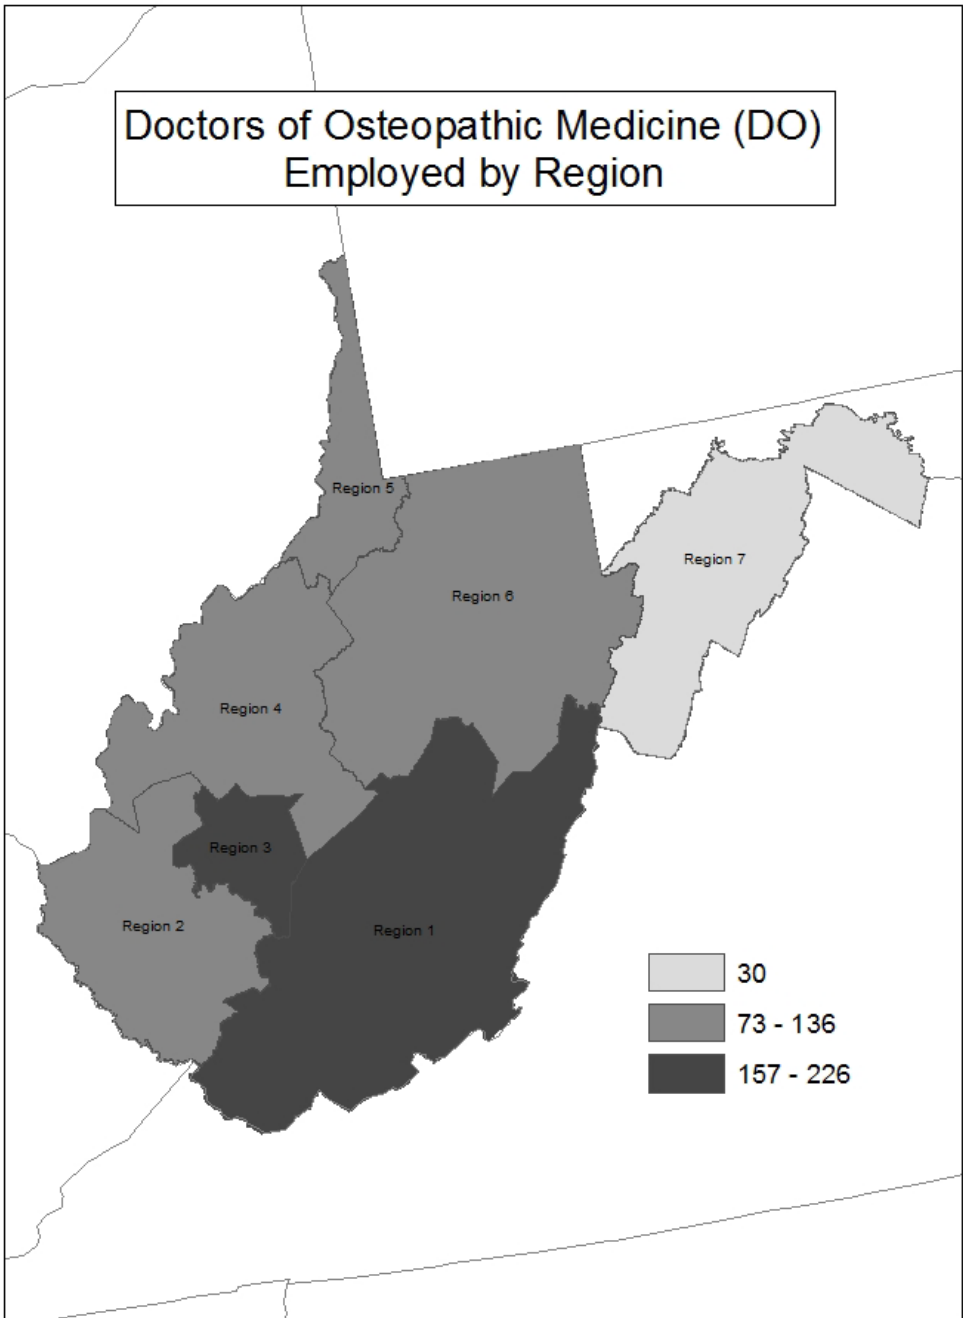 Doctors of Osteopathic Medicine (DO)
Employed by Region
Region 5
Region 7
Region 6
Region 4
Region 3
Region 2
Region 1
30
73 - 136
157 - 226